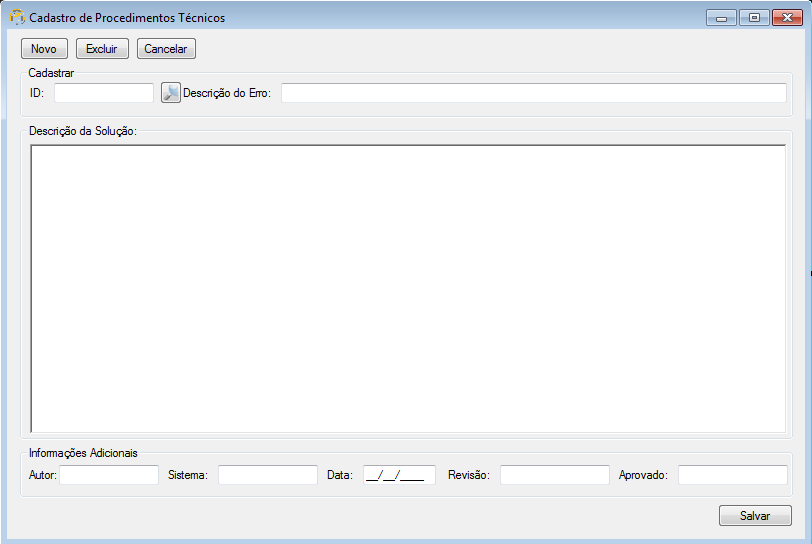 Cadastro de Procedimentos Técnicos
Novo Excluir Cancelar
Cadastrar
ID: Descrição do Erro:
Descrição da Solução:
Informações Adicionais
Autor: Sistema: Data: __/__/____ Revisão: Aprovado:
Salvar